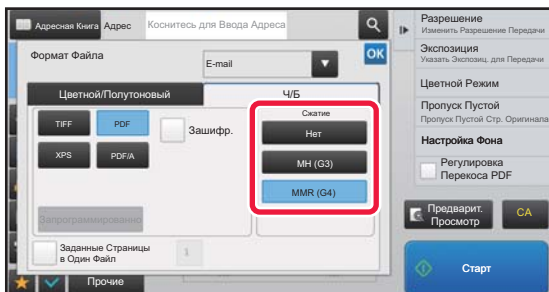 Адресная Книга
Адрес
Коснитесь для Ввода Адреса
Формат Файла
E-mail
OK
Цветной/Полутоновый
Ч/Б
TIFF
PDF
Зашифр.
XPS
PDF/A
Запрограммированно
Сжатие
Нет
MH (G3)
MMR (G4)
Заданные Страницы
в Один Файл
1
Прочие
Разрешение
Изменить Разрешение Передачи
Экспозиция
Указать Экспозиц. для Передачи
Цветной Режим
Пропуск Пустой
Пропуск Пустой Стр. Оригинала
Настройка Фона
Регулировка
Перекоса PDF
Предварит.
Просмотр
CA
Старт